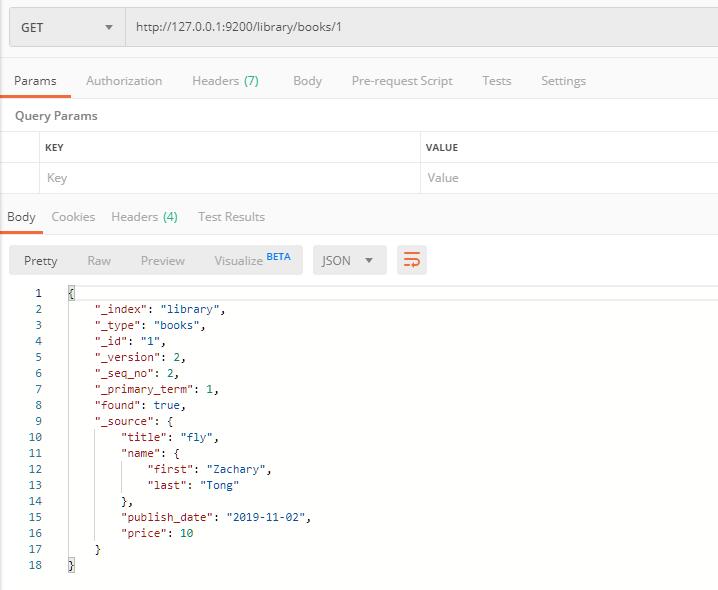 GET http://127.0.0.1:9200/library/books/1
Params Authorization Headers (7) Body Pre-request Script Tests Settings
Query Params
KEY VALUE
Key Value
Body Cookies Headers (4) Test Results
Pretty Raw Preview Visualize BETA JSON
1 {
2 "_index": "library",
3 "_type": "books",
4 "_id": "1",
5 "_version": 2,
6 "_seq_no": 2,
7 "_primary_term": 1,
8 "found": true,
9 "_source": {
10 "title": "fly",
11 "name": {
12 "first": "Zachary",
13 "last": "Tong"
14 },
15 "publish_date": "2019-11-02",
16 "price": 10
17 }
18 }